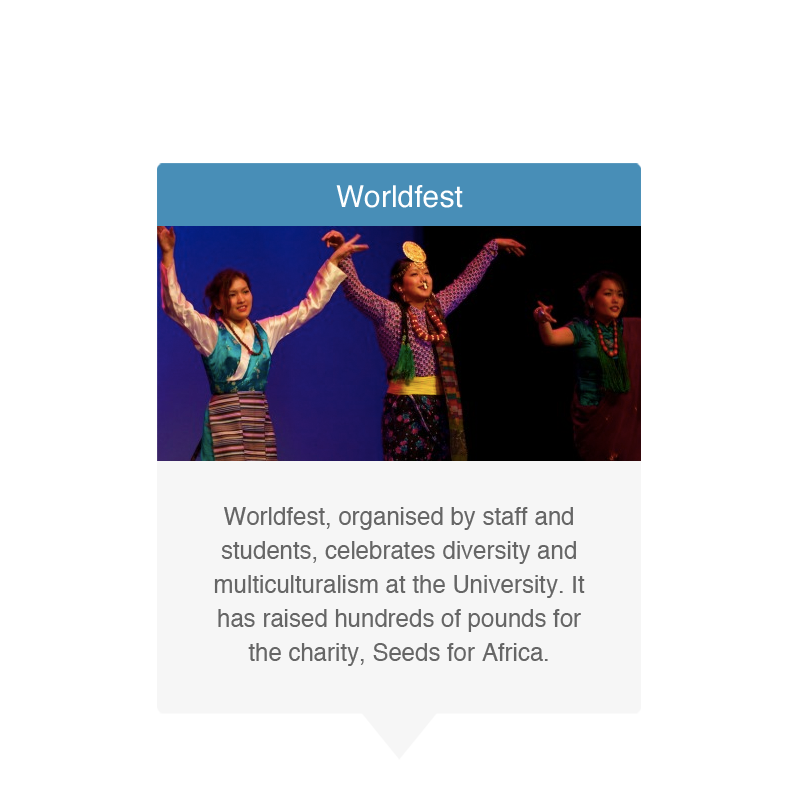 Worldfest
Worldfest, organised by staff and
students, celebrates diversity and
multiculturalism at the University. It
has raised hundreds of pounds for
the charity, Seeds for Africa.